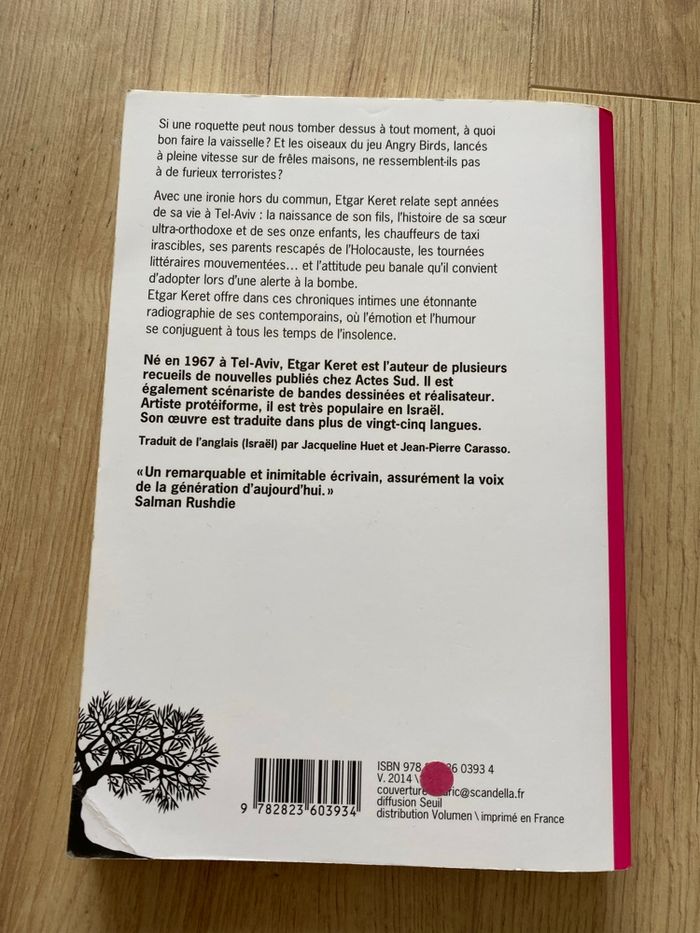 Si une roquette peut nous tomber dessus à tout moment, à quoi
bon faire la vaisselle ? Et les oiseaux du jeu Angry Birds, lancés
à pleine vitesse sur de frêles maisons, ne ressemblent-ils pas
à de furieux terroristes ?
Avec une ironie hors du commun, Etgar Keret relate sept années
de sa vie à Tel-Aviv : la naissance de son fils, l'histoire de sa sœur
ultra-orthodoxe et de ses onze enfants, les chauffeurs de taxi
irascibles, ses parents rescapés de l'Holocauste, les tournées
littéraires mouvementées… et l'attitude peu banale qu'il convient
d'adopter lors d'une alerte à la bombe.
Etgar Keret offre dans ces chroniques intimes une étonnante
radiographie de ses contemporains, où l'émotion et l'humour
se conjuguent à tous les temps de l'insolence.
Né en 1967 à Tel-Aviv, Etgar Keret est l'auteur de plusieurs
recueils de nouvelles publiés chez Actes Sud. Il est
également scénariste de bandes dessinées et réalisateur.
Artiste protéiforme, il est très populaire en Israël.
Son œuvre est traduite dans plus de vingt-cinq langues.
Traduit de l'anglais (Israël) par Jacqueline Huet et Jean-Pierre Carasso.
« Un remarquable et inimitable écrivain, assurément la voix
de la génération d'aujourd'hui. »
Salman Rushdie
ISBN 978 36 0393 4
V. 2014 \
couverture ric@scandella.fr
diffusion Seuil
distribution Volumen \ imprimé en France
9 782823 603934